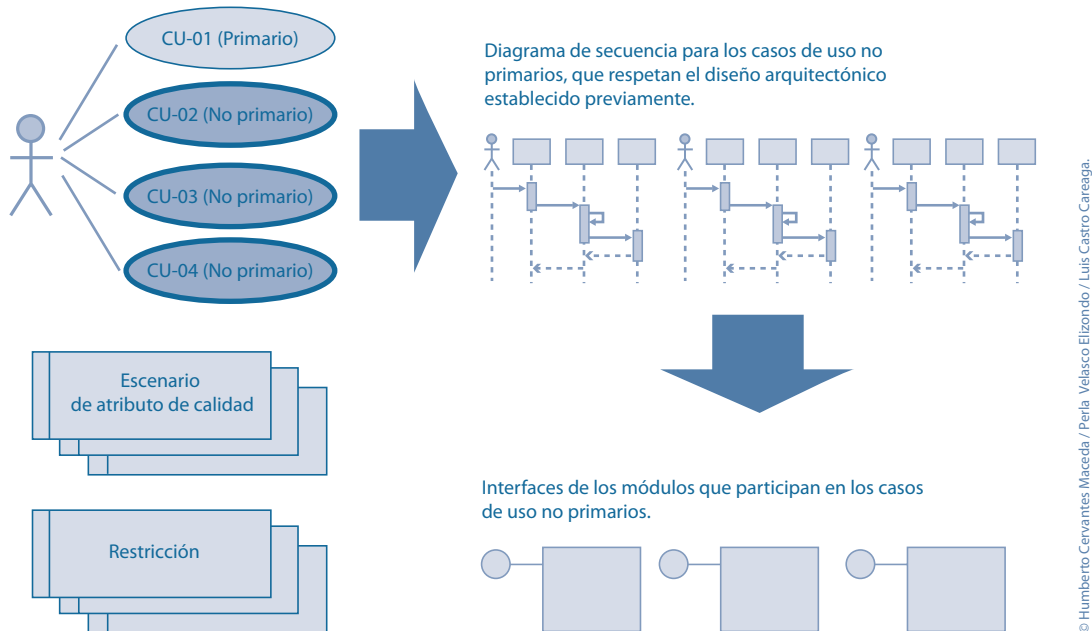 CU-01 (Primario)
CU-02 (No primario)
CU-03 (No primario)
CU-04 (No primario)
Escenario
de atributo de calidad
Restricción
Diagrama de secuencia para los casos de uso no
primarios, que respetan el diseño arquitectónico
establecido previamente.
Interfaces de los módulos que participan en los casos
de uso no primarios.
© Humberto Cervantes Maceda / Perla Velasco Elizondo / Luis Castro Careaga.